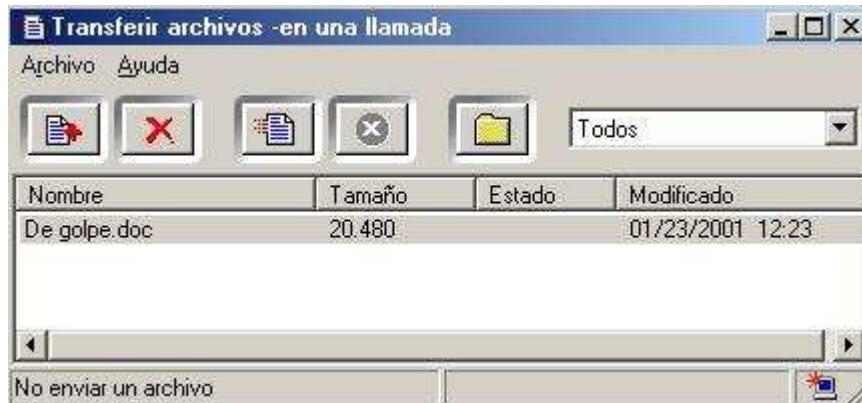 Transferir archivos -en una llamada
Archivo Ayuda
Todos
Nombre Tamaño Estado Modificado
De golpe.doc 20.480 01/23/2001 12:23
No enviar un archivo